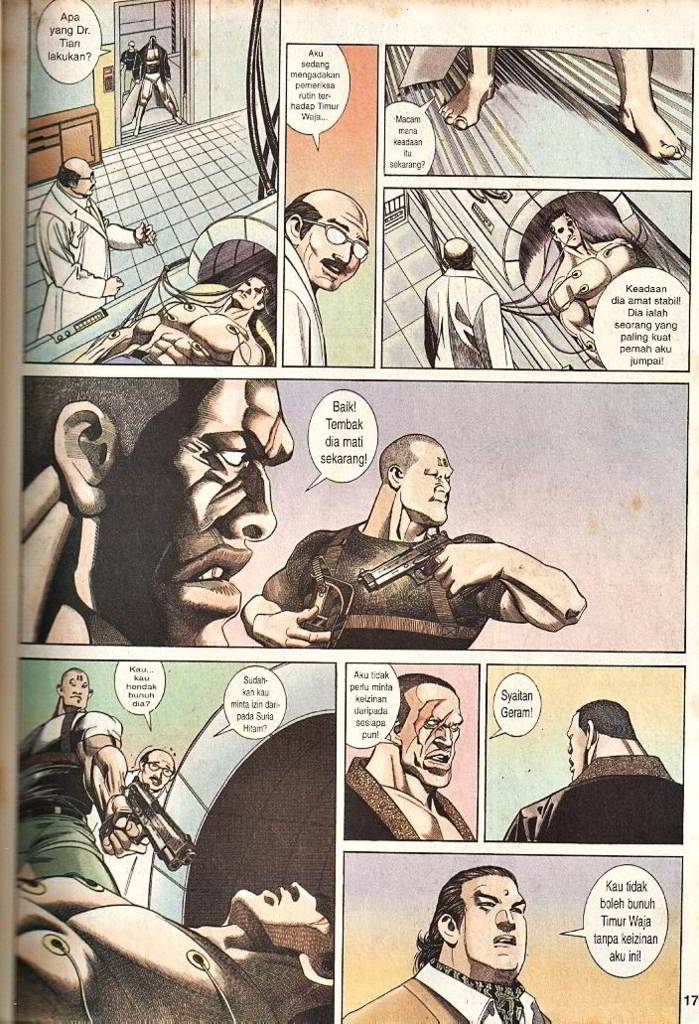 Apa
yang Dr.
Tian
lakukan?
Aku
sedang
mengadakan
pemeriksa
rutin ter-
hadap Timur
Waja...
Macam
mana
keadaan
itu
sekarang?
Keadaan
dia amat stabil!
Dia ialah
seorang yang
paling kuat
pernah aku
jumpai!
Baik!
Tembak
dia mati
sekarang!
Kau...
kau
hondak
bunuh
dia?
Sudah-
kah kau
minta izin dari-
pada Suria
Hitam?
Aku tidak
perlu minta
keizinan
daripada
sesiapa
pun!
Syaitan
Geram!
Kau tidak
boleh bunuh
Timur Waja
tanpa keizinan
aku ini!
17